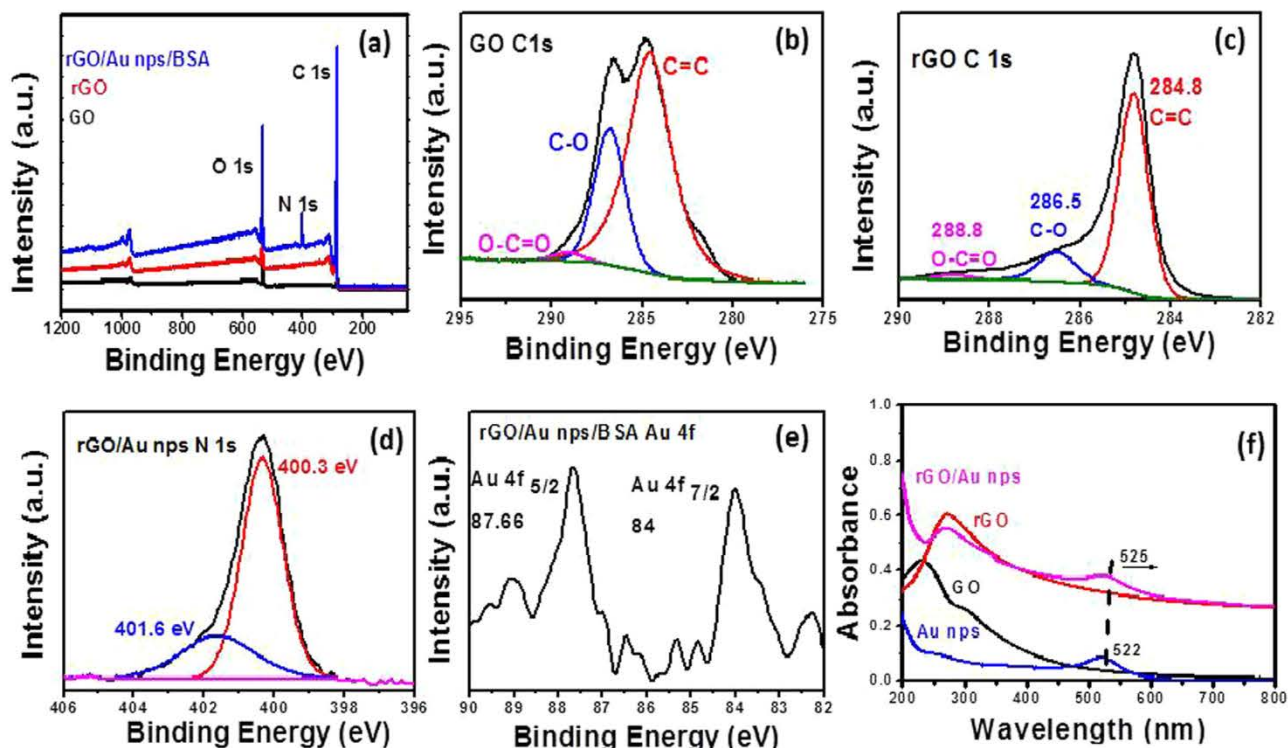 (a)
rGO/Au nps/BSA
rGO
GO
C 1s
O 1s
N 1s
Intensity (a.u.)
1200 1000 800 600 400 200
Binding Energy (eV)
(b)
GO C1s
C=C
C-O
O-C=O
Intensity (a.u.)
295 290 285 280 275
Binding Energy (eV)
(c)
rGO C 1s
284.8
C=C
286.5
C-O
288.8
O-C=O
Intensity (a.u.)
290 288 286 284 282
Binding Energy (eV)
(d)
rGO/Au nps N 1s
400.3 eV
401.6 eV
Intensity (a.u.)
406 404 402 400 398 396
Binding Energy (eV)
(e)
rGO/Au nps/BSA Au 4f
Au 4f 5/2
87.66
Au 4f 7/2
84
Intensity (a.u.)
90 89 88 87 86 85 84 83 82
Binding Energy (eV)
(f)
rGO/Au nps
rGO
525
GO
Au nps
522
Absorbance
1.0
0.8
0.6
0.4
0.2
0.0
200 300 400 500 600 700 800
Wavelength (nm)